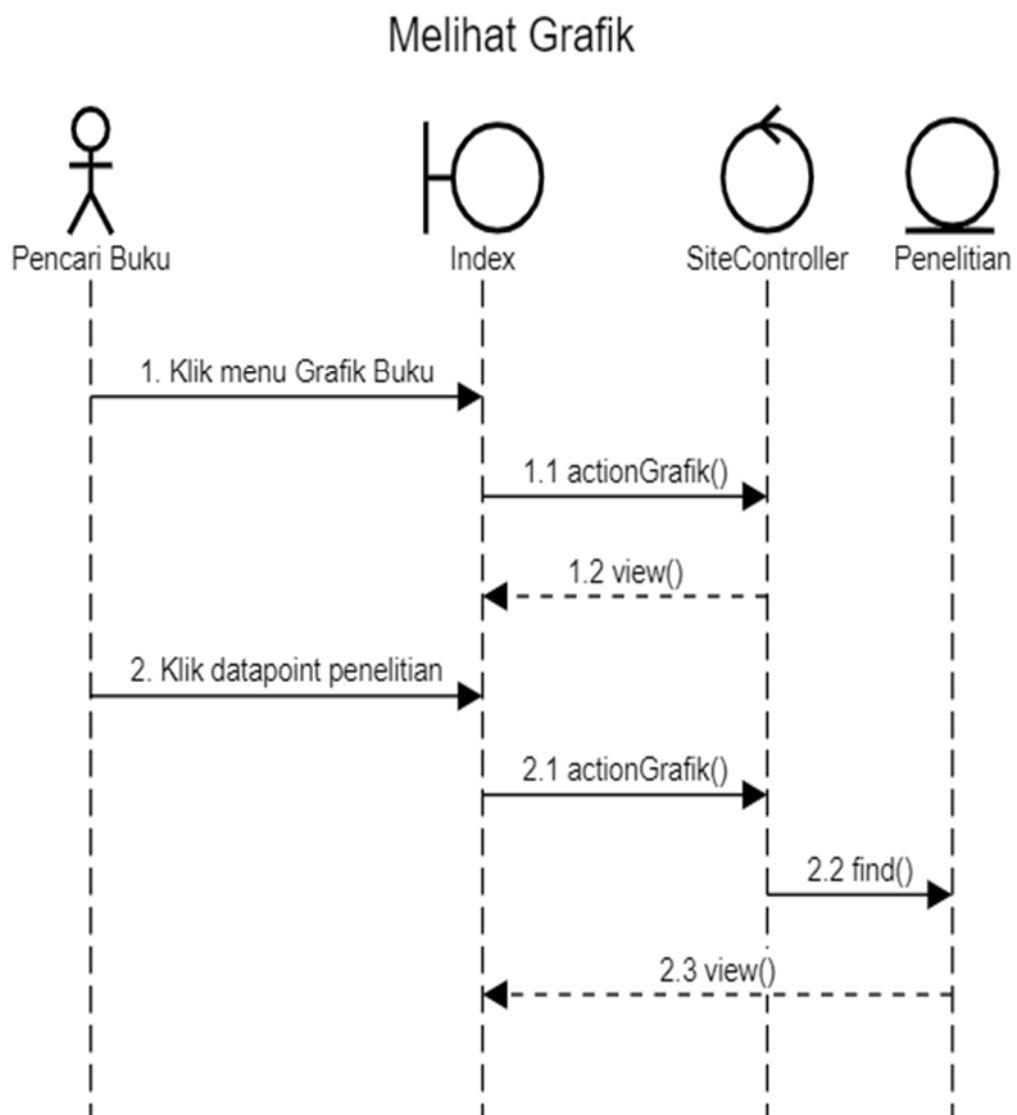 Melihat Grafik
Pencari Buku
Index
SiteController
Penelitian
1. Klik menu Grafik Buku
1.1 actionGrafik()
1.2 view()
2. Klik datapoint penelitian
2.1 actionGrafik()
2.2 find()
2.3 view()